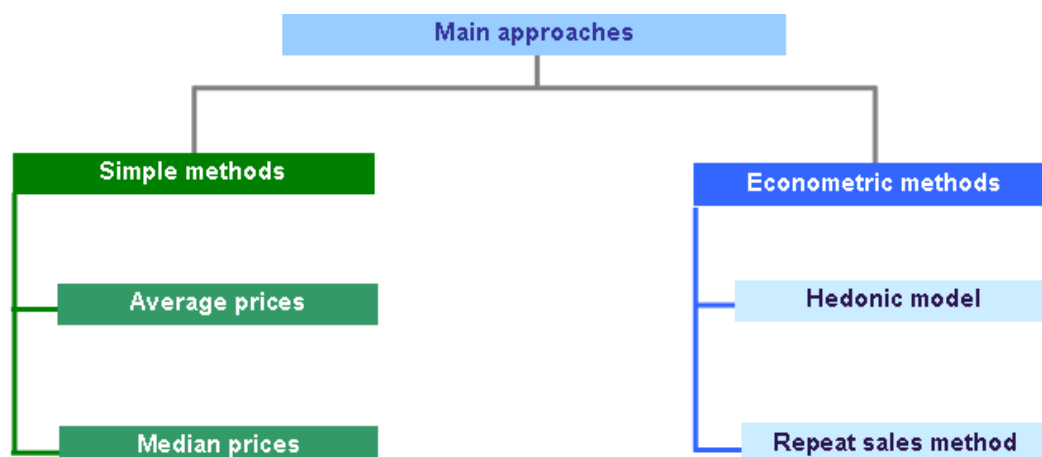 Main approaches
Simple methods
Econometric methods
Average prices
Hedonic model
Median prices
Repeat sales method